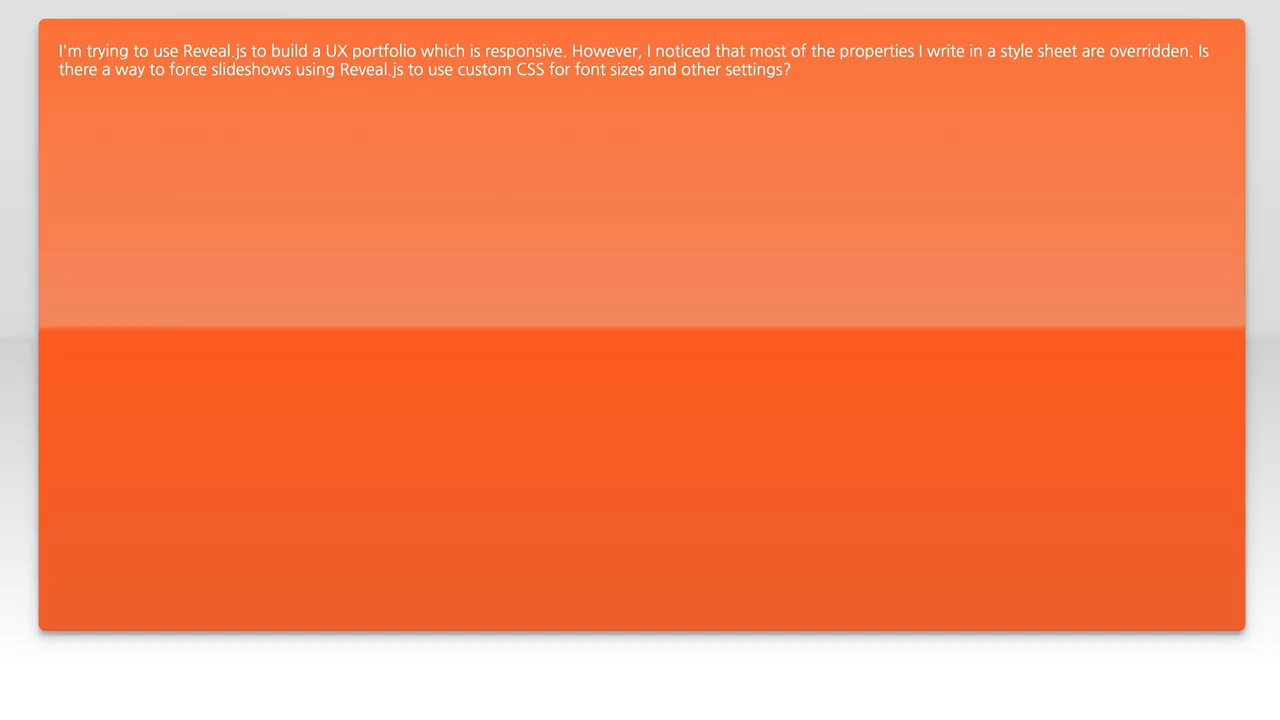 I'm trying to use Reveal.js to build a UX portfolio which is responsive. However, I noticed that most of the properties I write in a style sheet are overridden. Is
there a way to force slideshows using Reveal.js to use custom CSS for font sizes and other settings?